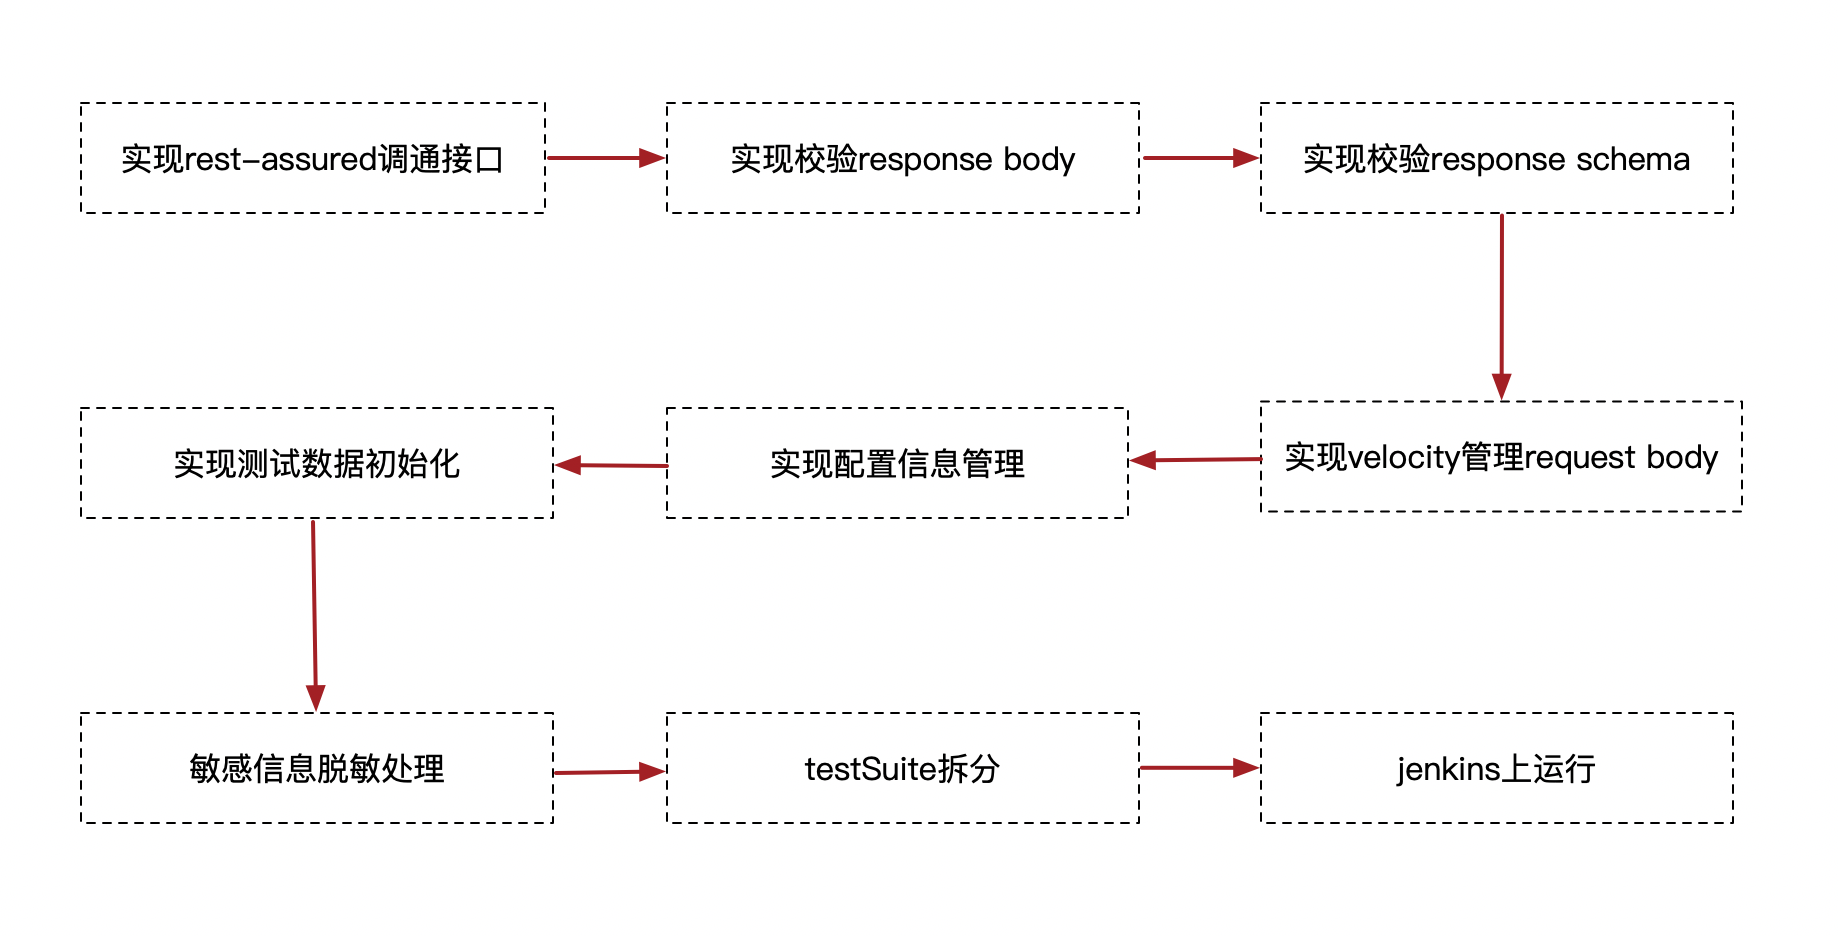 实现rest-assured调通接口
实现校验response body
实现校验response schema
实现velocity管理request body
实现配置信息管理
实现测试数据初始化
敏感信息脱敏处理
testSuite拆分
jenkins上运行